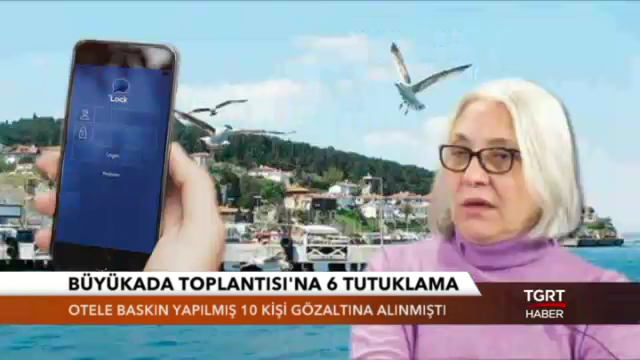 Lock
BÜYÜKADA TOPLANTISI'NA 6 TUTUKLAMA
OTELE BASKIN YAPILMIŞ 10 KİŞİ GÖZALTINA ALINMIŞTI
TGRT
HABER